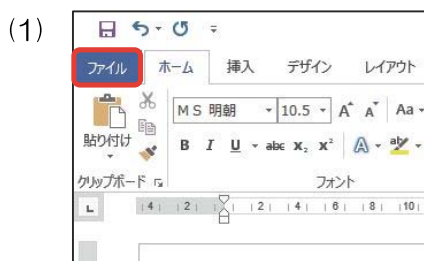 (1)
ファイル ホーム 挿入 デザイン レイアウト
MS 明朝 10.5 A A Aa
貼り付け B I U abc x₂ x² A aby
クリップボード フォント
L 4 2 2 4 6 8 10